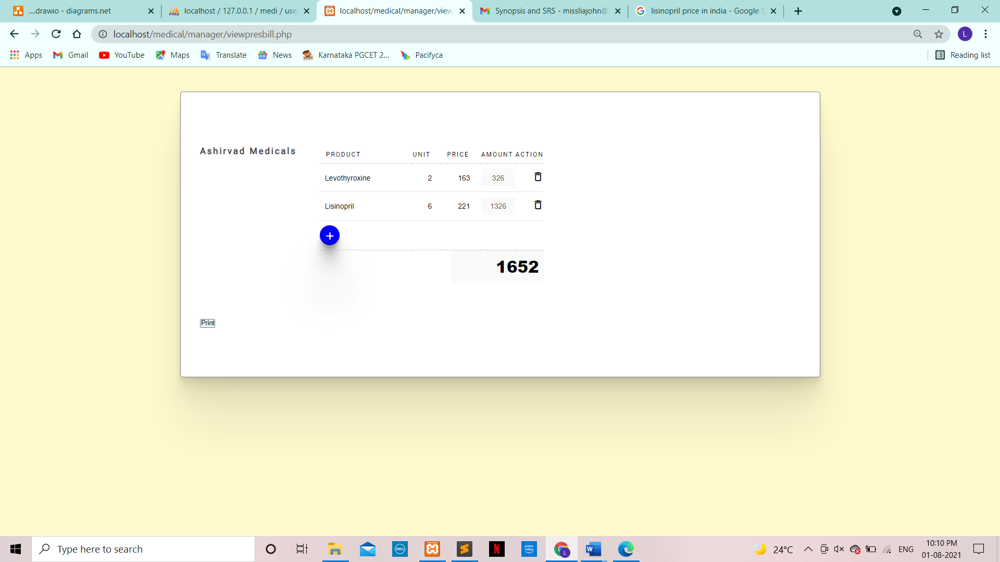 ....drawio - diagrams.net
localhost / 127.0.0.1 / medi / use
localhost/medical/manager/view
Synopsis and SRS - missliajohn@
lisinopril price in india - Google S
localhost/medical/manager/viewpresbill.php
L
Apps
Gmail
YouTube
Maps
Translate
News
Karnataka PGCET 2...
Pacifyca
Reading list
Ashirvad Medicals
PRODUCT UNIT PRICE AMOUNT ACTION
Levothyroxine 2 163 326
Lisinopril 6 221 1326
+
1652
Print
Type here to search
DELL
prime video
24°C
ENG
10:10 PM
01-08-2021